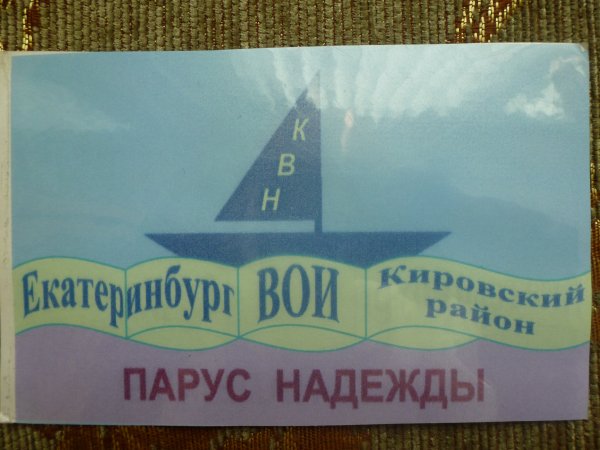 К
В
Н
Екатеринбург ВОИ Кировский
район
ПАРУС НАДЕЖДЫ